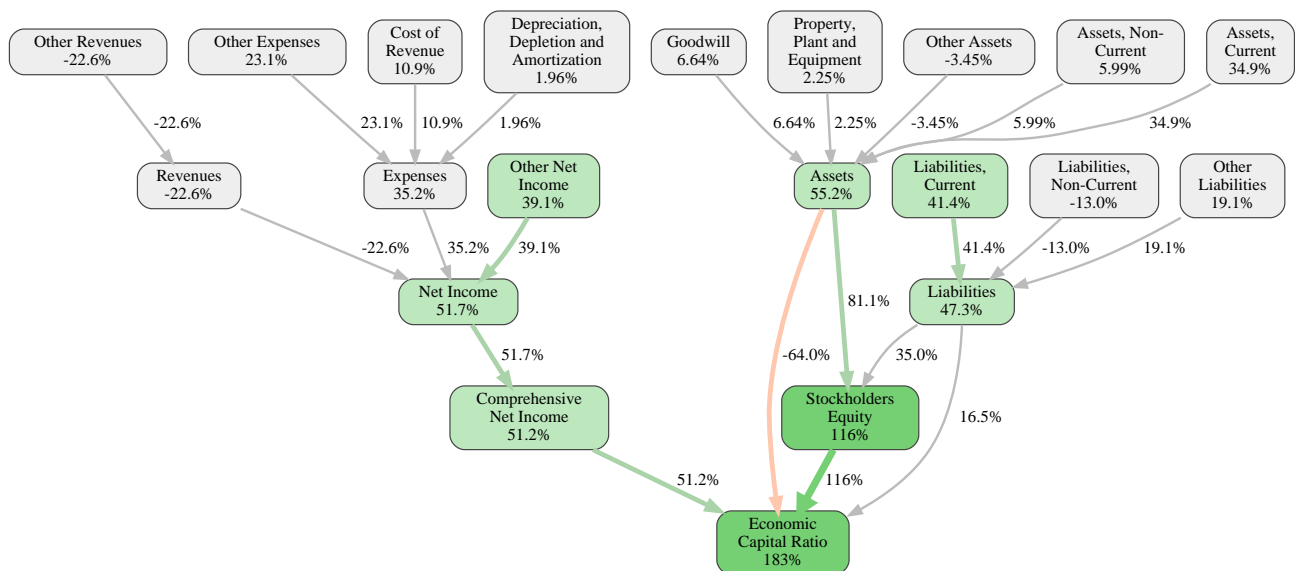 Other Revenues
-22.6%
Other Expenses
23.1%
Cost of
Revenue
10.9%
Depreciation,
Depletion and
Amortization
1.96%
Goodwill
6.64%
Property,
Plant and
Equipment
2.25%
Other Assets
-3.45%
Assets, Non-
Current
5.99%
Assets,
Current
34.9%
-22.6%
23.1%
10.9%
1.96%
6.64%
2.25%
-3.45%
5.99%
34.9%
Revenues
-22.6%
Expenses
35.2%
Other Net
Income
39.1%
Assets
55.2%
Liabilities,
Current
41.4%
Liabilities,
Non-Current
-13.0%
Other
Liabilities
19.1%
-22.6%
35.2%
39.1%
41.4%
-13.0%
19.1%
Net Income
51.7%
81.1%
Liabilities
47.3%
51.7%
-64.0%
35.0%
Comprehensive
Net Income
51.2%
Stockholders
Equity
116%
16.5%
51.2%
116%
Economic
Capital Ratio
183%